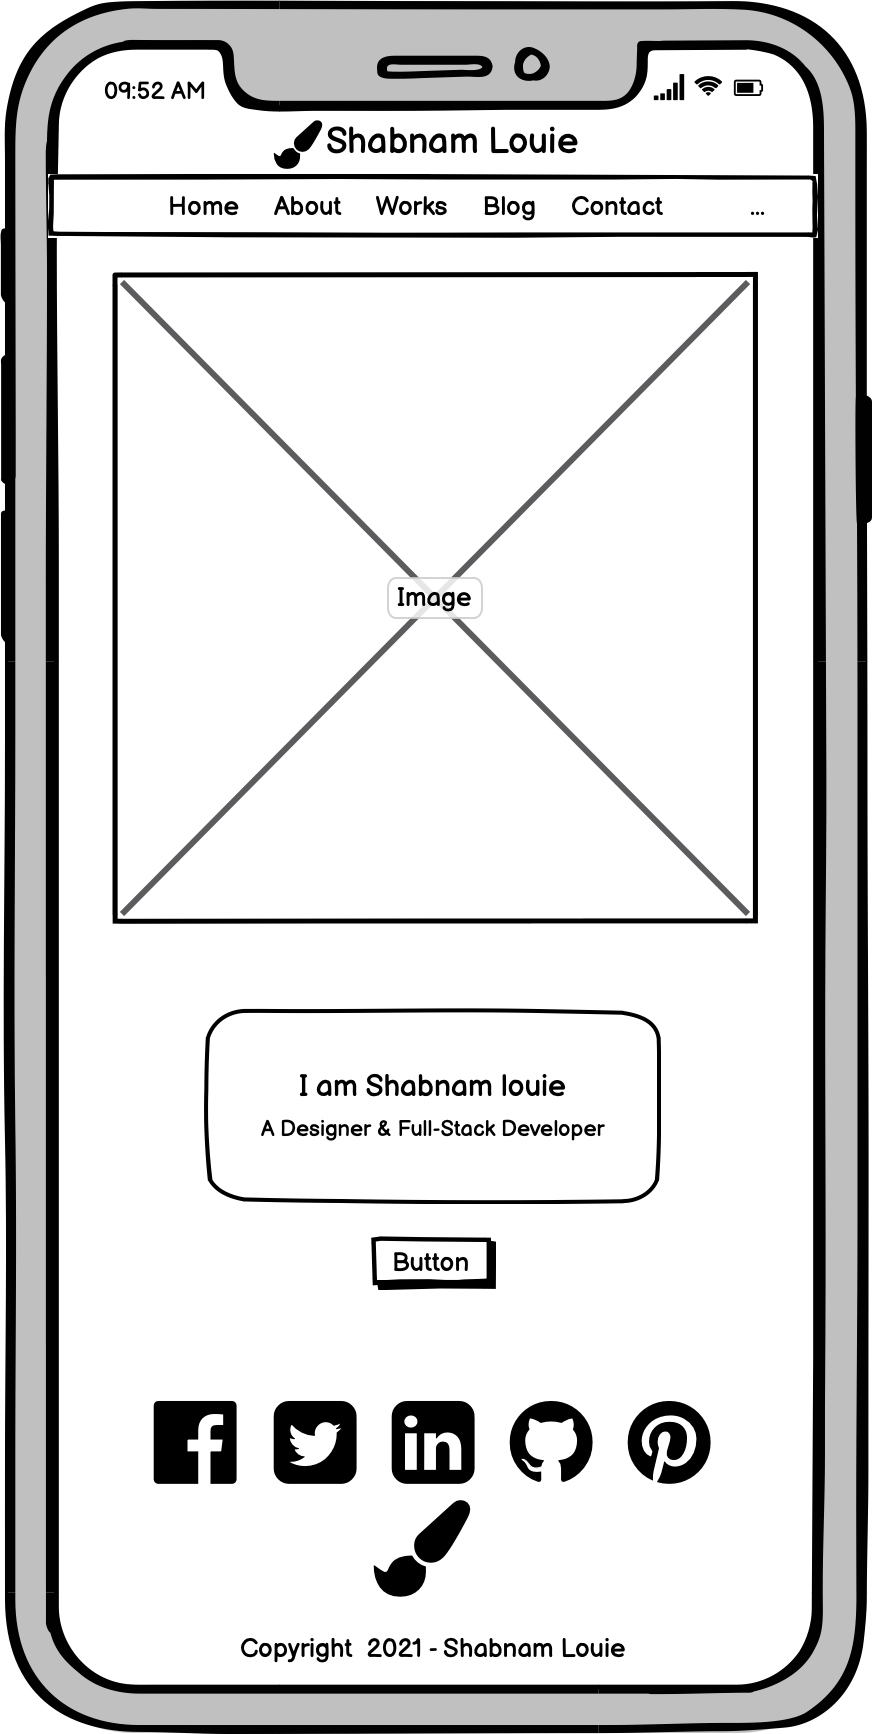 09:52 AM
Shabnam Louie
Home About Works Blog Contact ...
Image
I am Shabnam louie
A Designer & Full-Stack Developer
Button
Copyright 2021 - Shabnam Louie